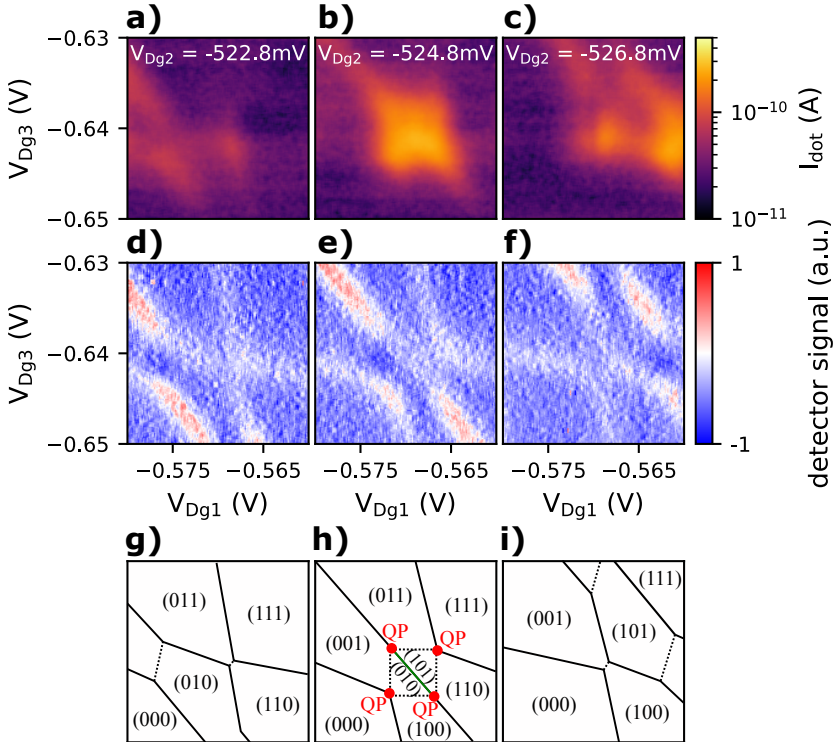 a)
b)
c)
V_Dg2 = -522.8mV
V_Dg2 = -524.8mV
V_Dg2 = -526.8mV
−0.63
−0.64
−0.65
V_Dg3 (V)
10⁻¹⁰
10⁻¹¹
I_dot (A)
d)
e)
f)
−0.63
−0.64
−0.65
V_Dg3 (V)
1
-1
detector signal (a.u.)
−0.575
−0.565
−0.575
−0.565
−0.575
−0.565
V_Dg1 (V)
V_Dg1 (V)
V_Dg1 (V)
g)
h)
i)
(011)
(111)
(010)
(000)
(110)
(011)
(111)
(001)
QP
QP
(101)
(010)
(110)
QP
QP
(000)
(100)
(111)
(001)
(101)
(000)
(100)